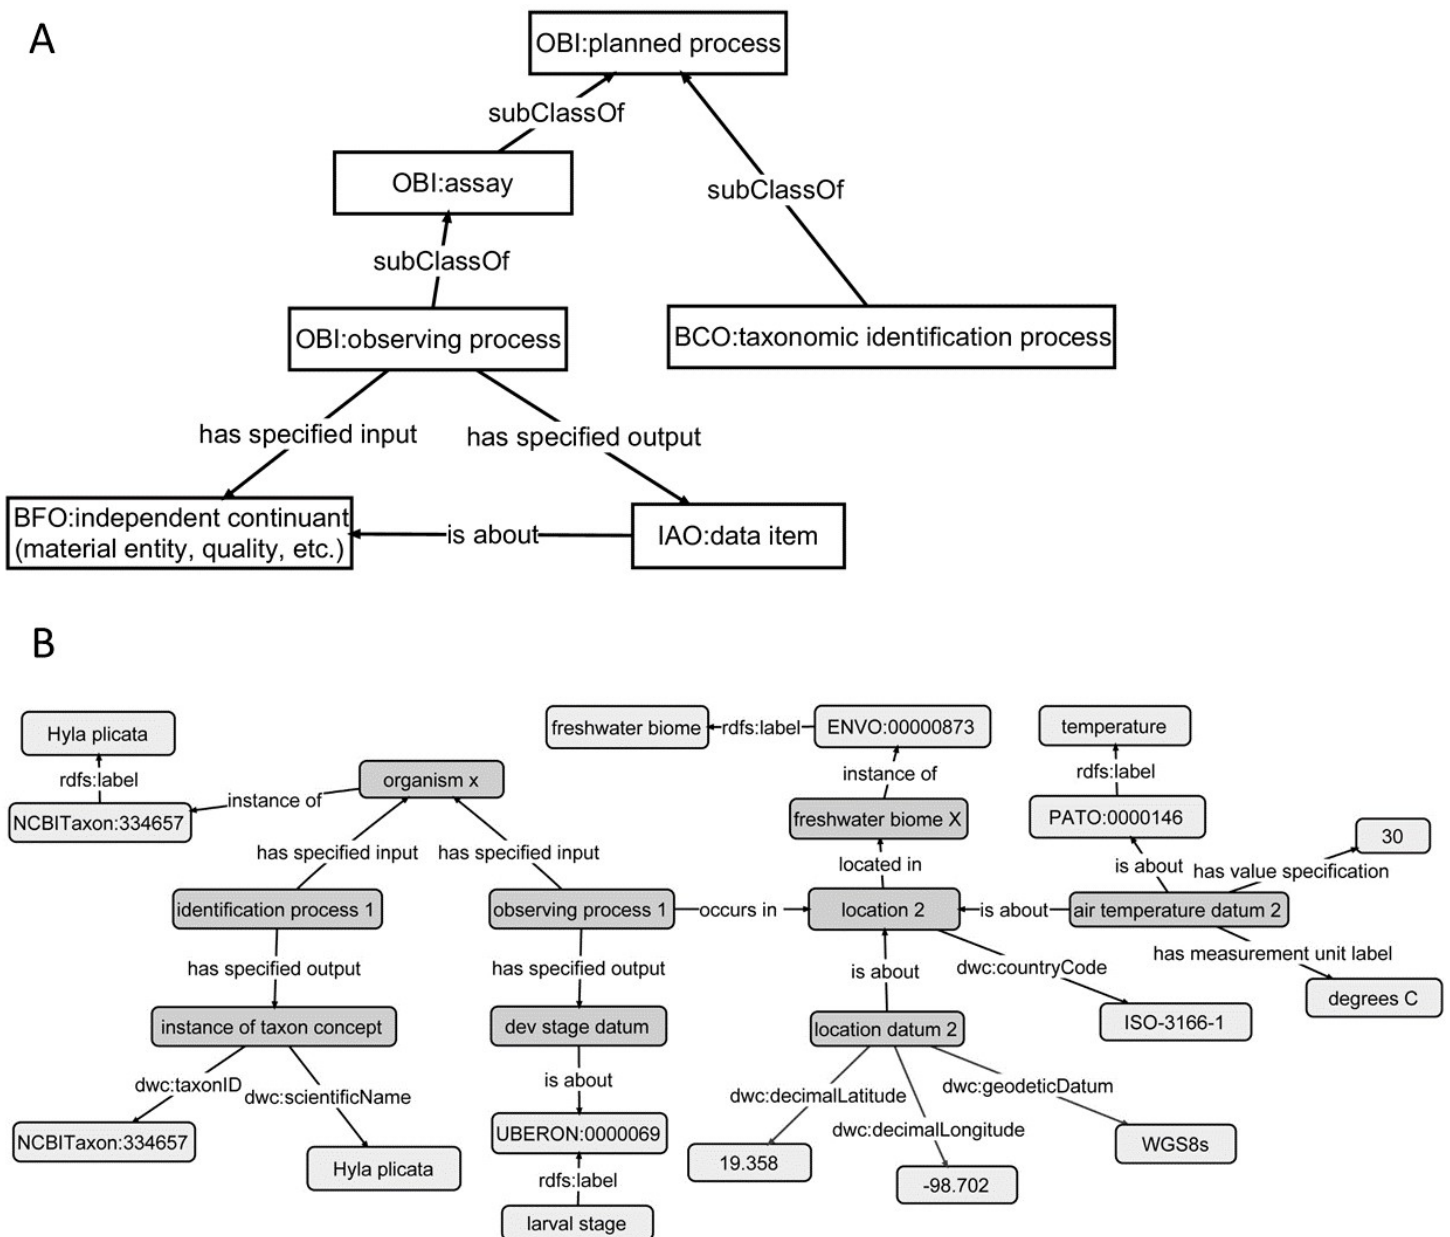 A
OBI:planned process
subClassOf
OBI:assay
subClassOf
subClassOf
OBI:observing process
BCO:taxonomic identification process
has specified input
has specified output
BFO:independent continuant
(material entity, quality, etc.)
is about
IAO:data item
B
Hyla plicata
freshwater biome
rdfs:label
ENVO:00000873
temperature
rdfs:label
organism x
instance of
rdfs:label
instance of
NCBITaxon:334657
freshwater biome X
PATO:0000146
30
has specified input
has specified input
located in
is about
has value specification
identification process 1
observing process 1
occurs in
location 2
is about
air temperature datum 2
has specified output
has specified output
is about
dwc:countryCode
has measurement unit label
degrees C
instance of taxon concept
dev stage datum
location datum 2
ISO-3166-1
dwc:taxonID
dwc:scientificName
is about
dwc:decimalLatitude
dwc:geodeticDatum
NCBITaxon:334657
UBERON:0000069
dwc:decimalLongitude
WGS8s
Hyla plicata
rdfs:label
19.358
-98.702
larval stage